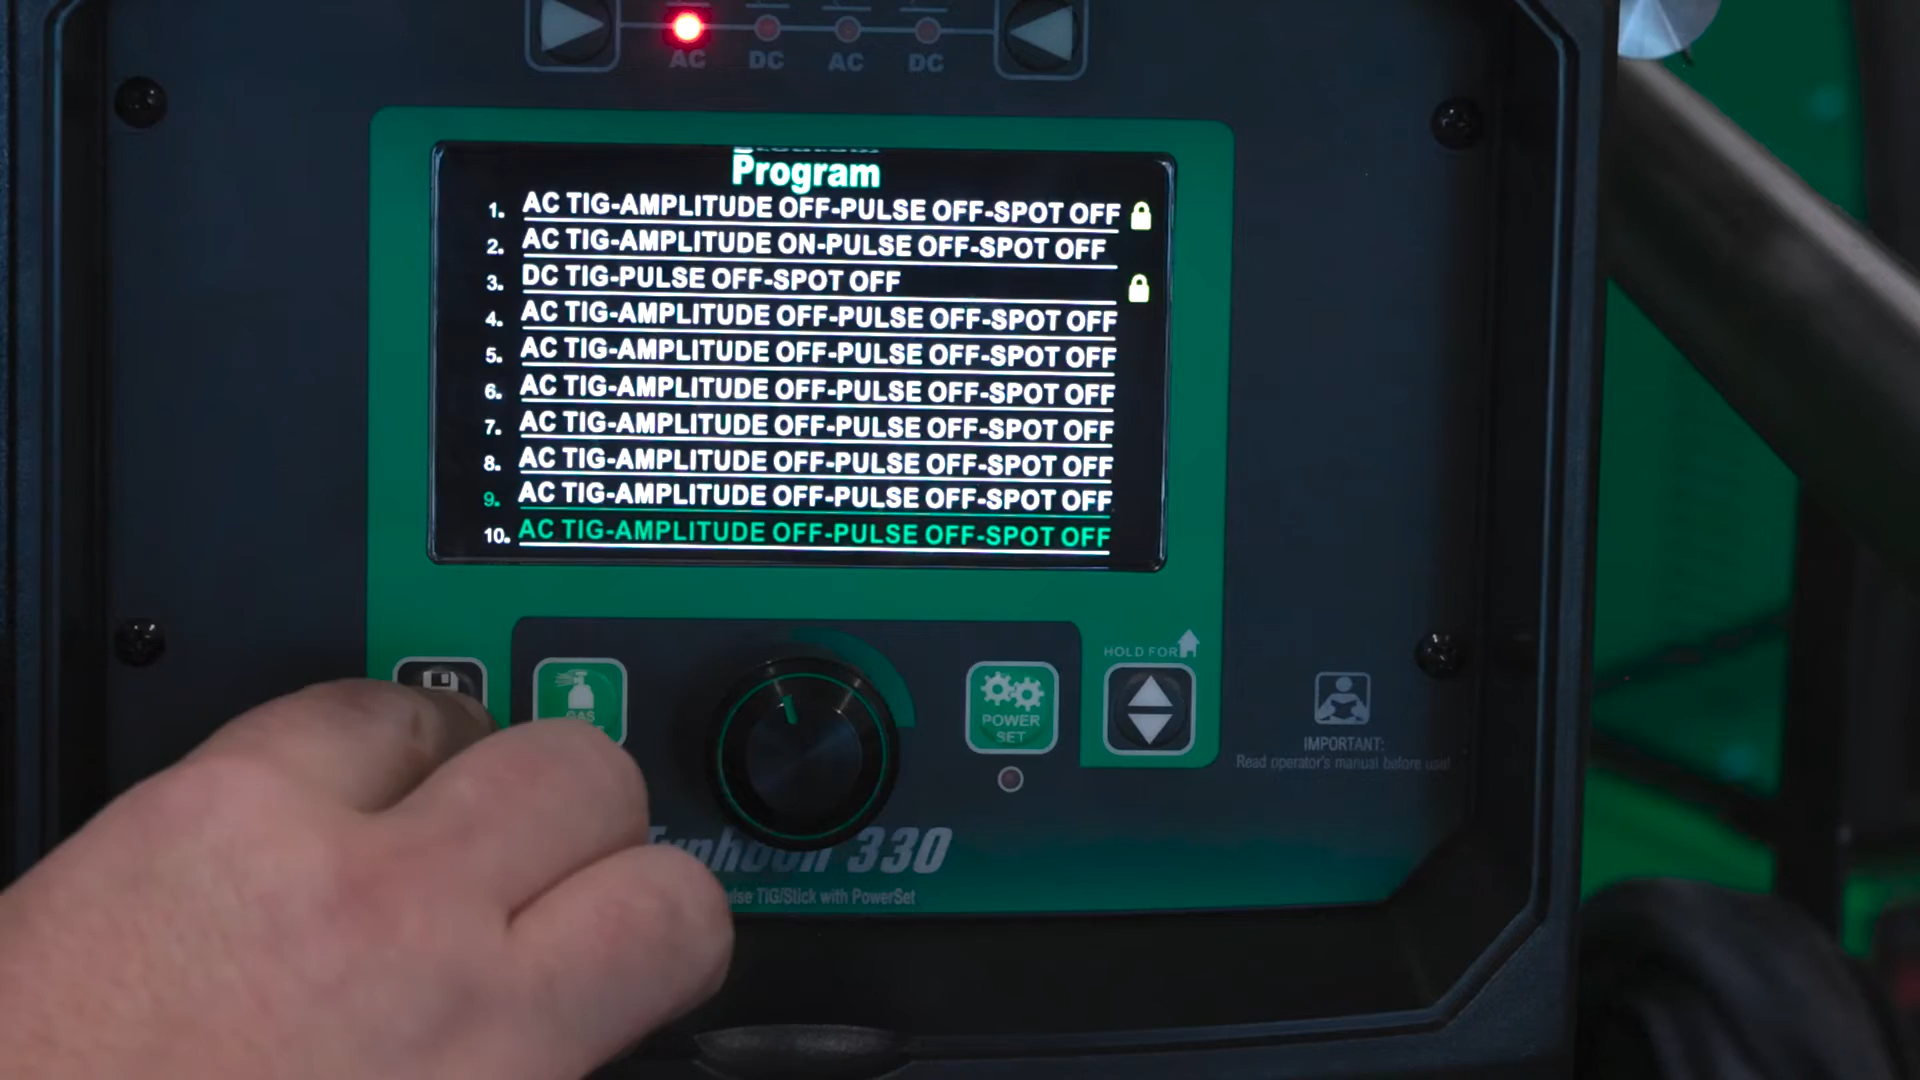 AC DC AC DC
Program
1. AC TIG-AMPLITUDE OFF-PULSE OFF-SPOT OFF
2. AC TIG-AMPLITUDE ON-PULSE OFF-SPOT OFF
3. DC TIG-PULSE OFF-SPOT OFF
4. AC TIG-AMPLITUDE OFF-PULSE OFF-SPOT OFF
5. AC TIG-AMPLITUDE OFF-PULSE OFF-SPOT OFF
6. AC TIG-AMPLITUDE OFF-PULSE OFF-SPOT OFF
7. AC TIG-AMPLITUDE OFF-PULSE OFF-SPOT OFF
8. AC TIG-AMPLITUDE OFF-PULSE OFF-SPOT OFF
9. AC TIG-AMPLITUDE OFF-PULSE OFF-SPOT OFF
10. AC TIG-AMPLITUDE OFF-PULSE OFF-SPOT OFF
HOLD FOR
GAS
POWER
SET
IMPORTANT:
Read operator's manual before use!
Typhoon 330
TIG/Stick with PowerSet